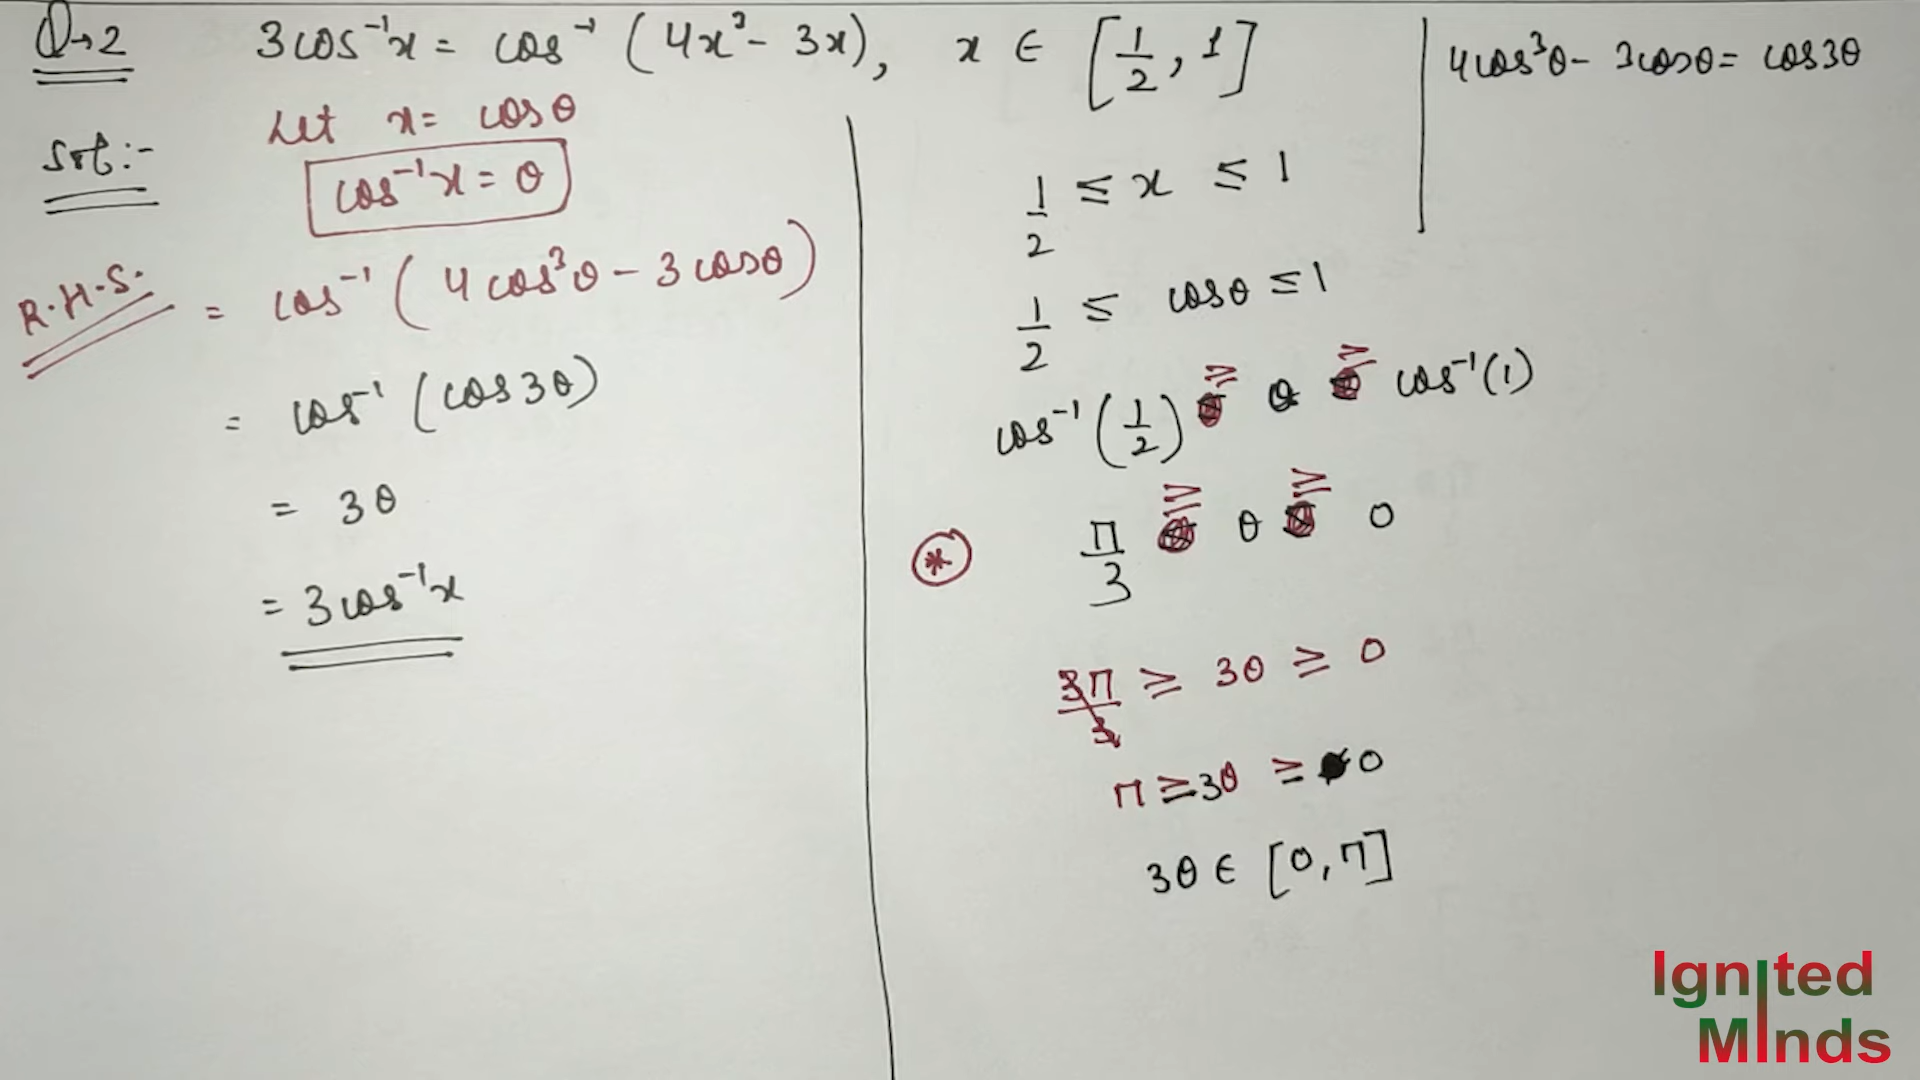 Q→2 3cos⁻¹x = cos⁻¹ (4x³ - 3x), x ∈ [1/2, 1]
4cos³θ - 3cosθ = cos3θ
Sol:-
Let x = cosθ
cos⁻¹x = θ
R.H.S. = cos⁻¹ (4cos³θ - 3cosθ)
= cos⁻¹ (cos3θ)
= 3θ
= 3cos⁻¹x
1/2 ≤ x ≤ 1
1/2 ≤ cosθ ≤ 1
cos⁻¹(1/2) ≥ θ ≥ cos⁻¹(1)
* π/3 ≥ θ ≥ 0
3π/3 ≥ 3θ ≥ 0
π ≥ 3θ ≥ 0
3θ ∈ [0, π]
Ignited
Minds